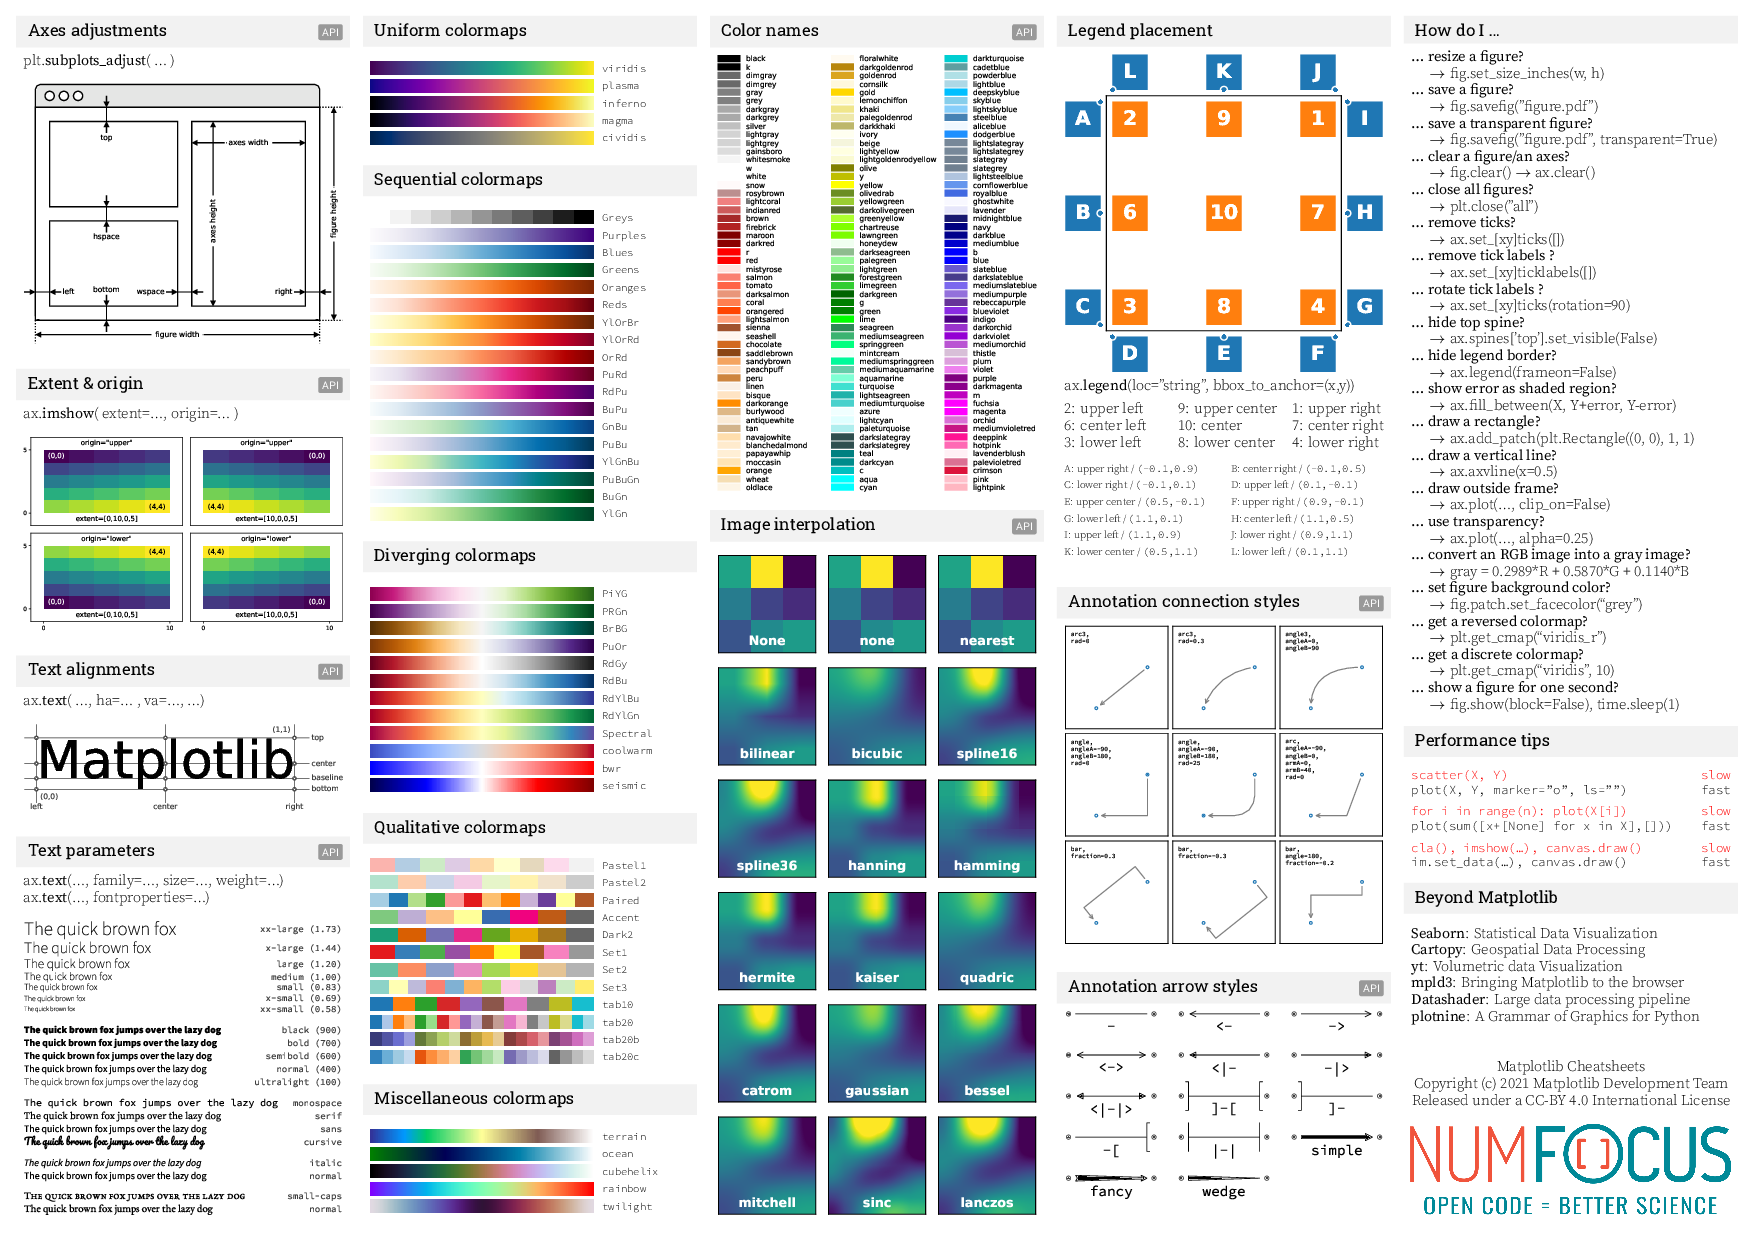 Axes adjustments
API
plt.subplots_adjust( … )
top
axes width
figure height
axes height
hspace
left
bottom
wspace
right
figure width
Extent & origin
API
ax.imshow( extent=…, origin=… )
origin="upper"
origin="upper"
5
(0,0)
(0,0)
(4,4)
(4,4)
0
extent=[0,10,0,5]
extent=[10,0,0,5]
origin="lower"
origin="lower"
5
(4,4)
(4,4)
(0,0)
(0,0)
0
extent=[0,10,0,5]
extent=[10,0,0,5]
0
10
0
10
Text alignments
API
ax.text( …, ha=… , va=…, …)
(1,1)
top
Matplotlib
center
baseline
bottom
(0,0)
left
center
right
Text parameters
API
ax.text(…, family=…, size=…, weight=…)
ax.text(…, fontproperties=…)
The quick brown fox xx-large (1.73)
The quick brown fox x-large (1.44)
The quick brown fox large (1.20)
The quick brown fox medium (1.00)
The quick brown fox small (0.83)
The quick brown fox x-small (0.69)
The quick brown fox xx-small (0.58)
The quick brown fox jumps over the lazy dog black (900)
The quick brown fox jumps over the lazy dog bold (700)
The quick brown fox jumps over the lazy dog semibold (600)
The quick brown fox jumps over the lazy dog normal (400)
The quick brown fox jumps over the lazy dog ultralight (100)
The quick brown fox jumps over the lazy dog monospace
The quick brown fox jumps over the lazy dog serif
The quick brown fox jumps over the lazy dog sans
The quick brown fox jumps over the lazy dog cursive
The quick brown fox jumps over the lazy dog italic
The quick brown fox jumps over the lazy dog normal
The quick brown fox jumps over the lazy dog small-caps
The quick brown fox jumps over the lazy dog normal
Uniform colormaps
viridis
plasma
inferno
magma
cividis
Sequential colormaps
Greys
Purples
Blues
Greens
Oranges
Reds
YlOrBr
YlOrRd
OrRd
PuRd
RdPu
BuPu
GnBu
PuBu
YlGnBu
PuBuGn
BuGn
YlGn
Diverging colormaps
PiYG
PRGn
BrBG
PuOr
RdGy
RdBu
RdYlBu
RdYlGn
Spectral
coolwarm
bwr
seismic
Qualitative colormaps
Pastel1
Pastel2
Paired
Accent
Dark2
Set1
Set2
Set3
tab10
tab20
tab20b
tab20c
Miscellaneous colormaps
terrain
ocean
cubehelix
rainbow
twilight
Color names
API
black
k
dimgray
dimgrey
gray
grey
darkgray
darkgrey
silver
lightgray
lightgrey
gainsboro
whitesmoke
w
white
snow
rosybrown
lightcoral
indianred
brown
firebrick
maroon
darkred
r
red
mistyrose
salmon
tomato
darksalmon
coral
orangered
lightsalmon
sienna
seashell
chocolate
saddlebrown
sandybrown
peachpuff
peru
linen
bisque
darkorange
burlywood
antiquewhite
tan
navajowhite
blanchedalmond
papayawhip
moccasin
orange
wheat
oldlace
floralwhite
darkgoldenrod
goldenrod
cornsilk
gold
lemonchiffon
khaki
palegoldenrod
darkkhaki
ivory
beige
lightyellow
lightgoldenrodyellow
olive
y
yellow
olivedrab
yellowgreen
darkolivegreen
greenyellow
chartreuse
lawngreen
honeydew
darkseagreen
palegreen
lightgreen
forestgreen
limegreen
darkgreen
g
green
lime
seagreen
mediumseagreen
springgreen
mintcream
mediumspringgreen
mediumaquamarine
aquamarine
turquoise
lightseagreen
mediumturquoise
azure
lightcyan
paleturquoise
darkslategray
darkslategrey
teal
darkcyan
c
aqua
cyan
darkturquoise
cadetblue
powderblue
lightblue
deepskyblue
skyblue
lightskyblue
steelblue
aliceblue
dodgerblue
lightslategray
lightslategrey
slategray
slategrey
lightsteelblue
cornflowerblue
royalblue
ghostwhite
lavender
midnightblue
navy
darkblue
mediumblue
b
blue
slateblue
darkslateblue
mediumslateblue
mediumpurple
rebeccapurple
blueviolet
indigo
darkorchid
darkviolet
mediumorchid
thistle
plum
violet
purple
darkmagenta
m
fuchsia
magenta
orchid
mediumvioletred
deeppink
hotpink
lavenderblush
palevioletred
crimson
pink
lightpink
Image interpolation
API
None
none
nearest
bilinear
bicubic
spline16
spline36
hanning
hamming
hermite
kaiser
quadric
catrom
gaussian
bessel
mitchell
sinc
lanczos
Legend placement
L K J
A 2 9 1 I
B 6 10 7 H
C 3 8 4 G
D E F
ax.legend(loc="string", bbox_to_anchor=(x,y))
2: upper left 9: upper center 1: upper right
6: center left 10: center 7: center right
3: lower left 8: lower center 4: lower right
A: upper right / (-0.1,0.9) B: center right / (-0.1,0.5)
C: lower right / (-0.1,0.1) D: upper left / (0.1,-0.1)
E: upper center / (0.5,-0.1) F: upper right / (0.9,-0.1)
G: lower left / (1.1,0.1) H: center left / (1.1,0.5)
I: upper left / (1.1,0.9) J: lower right / (0.9,1.1)
K: lower center / (0.5,1.1) L: lower left / (0.1,1.1)
Annotation connection styles
API
arc3,
rad=0
arc3,
rad=0.3
angle3,
angleA=0,
angleB=90
angle,
angleA=-90,
angleB=180,
rad=0
angle,
angleA=-90,
angleB=180,
rad=25
arc,
angleA=-90,
angleB=0,
armA=0,
armB=40,
rad=0
bar,
fraction=0.3
bar,
fraction=-0.3
bar,
angle=180,
fraction=-0.2
Annotation arrow styles
API
-
<-
->
<->
<|-
-|>
<|-|>
]-[
]-
-[
|-|
simple
fancy
wedge
How do I …
… resize a figure?
→ fig.set_size_inches(w, h)
… save a figure?
→ fig.savefig("figure.pdf")
… save a transparent figure?
→ fig.savefig("figure.pdf", transparent=True)
… clear a figure/an axes?
→ fig.clear() → ax.clear()
… close all figures?
→ plt.close("all")
… remove ticks?
→ ax.set_[xy]ticks([])
… remove tick labels ?
→ ax.set_[xy]ticklabels([])
… rotate tick labels ?
→ ax.set_[xy]ticks(rotation=90)
… hide top spine?
→ ax.spines['top'].set_visible(False)
… hide legend border?
→ ax.legend(frameon=False)
… show error as shaded region?
→ ax.fill_between(X, Y+error, Y-error)
… draw a rectangle?
→ ax.add_patch(plt.Rectangle((0, 0), 1, 1)
… draw a vertical line?
→ ax.axvline(x=0.5)
… draw outside frame?
→ ax.plot(…, clip_on=False)
… use transparency?
→ ax.plot(…, alpha=0.25)
… convert an RGB image into a gray image?
→ gray = 0.2989*R + 0.5870*G + 0.1140*B
… set figure background color?
→ fig.patch.set_facecolor("grey")
… get a reversed colormap?
→ plt.get_cmap("viridis_r")
… get a discrete colormap?
→ plt.get_cmap("viridis", 10)
… show a figure for one second?
→ fig.show(block=False), time.sleep(1)
Performance tips
scatter(X, Y) slow
plot(X, Y, marker="o", ls="") fast
for i in range(n): plot(X[i]) slow
plot(sum([x+[None] for x in X],[])) fast
cla(), imshow(…), canvas.draw() slow
im.set_data(…), canvas.draw() fast
Beyond Matplotlib
Seaborn: Statistical Data Visualization
Cartopy: Geospatial Data Processing
yt: Volumetric data Visualization
mpld3: Bringing Matplotlib to the browser
Datashader: Large data processing pipeline
plotnine: A Grammar of Graphics for Python
Matplotlib Cheatsheets
Copyright (c) 2021 Matplotlib Development Team
Released under a CC-BY 4.0 International License
NUMFOCUS
OPEN CODE = BETTER SCIENCE